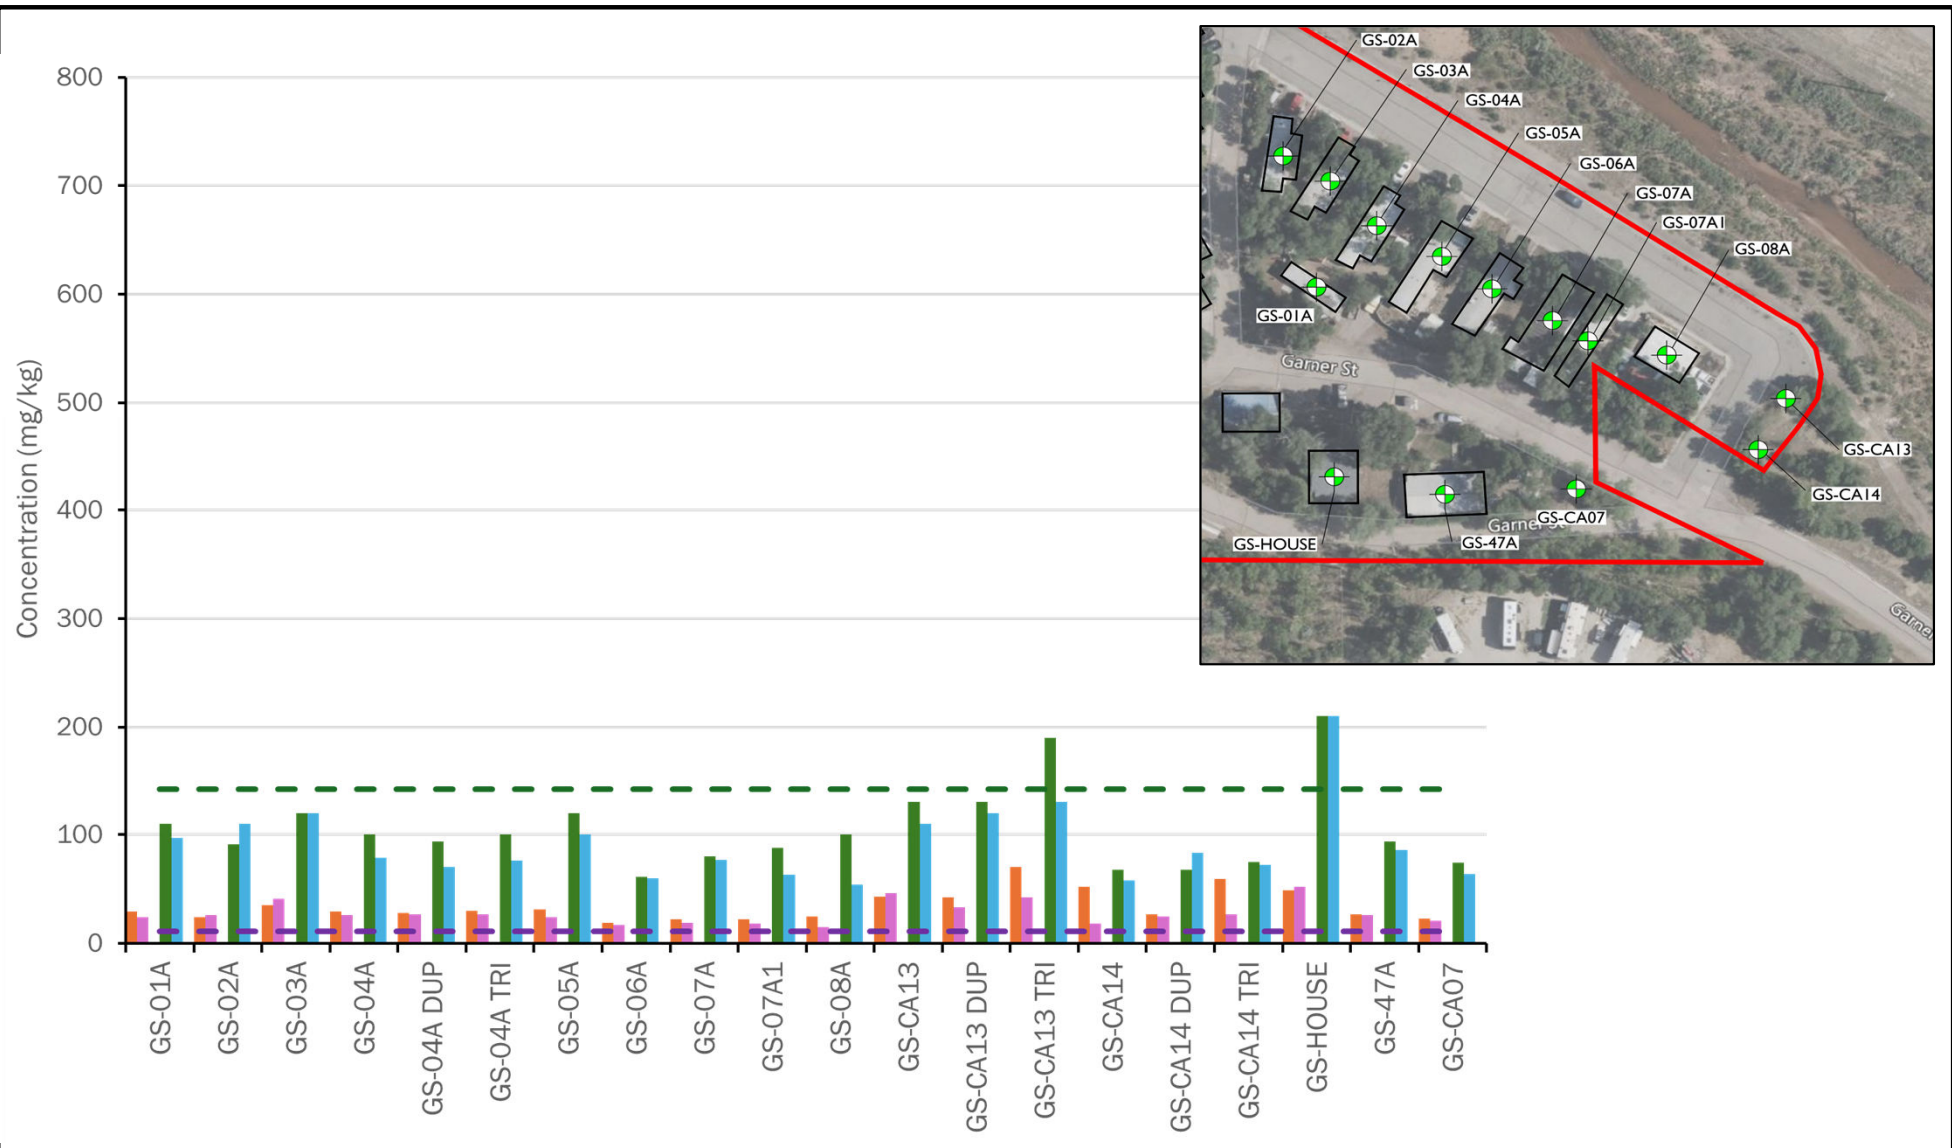 800
700
600
500
400
300
200
100
0
Concentration (mg/kg)
GS-01A
GS-02A
GS-03A
GS-04A
GS-04A DUP
GS-04A TRI
GS-05A
GS-06A
GS-07A
GS-07A1
GS-08A
GS-CA13
GS-CA13 DUP
GS-CA13 TRI
GS-CA14
GS-CA14 DUP
GS-CA14 TRI
GS-HOUSE
GS-47A
GS-CA07
GS-02A
GS-03A
GS-04A
GS-05A
GS-06A
GS-07A
GS-07A1
GS-08A
GS-01A
Garner St
GS-CA13
GS-CA14
GS-CA07
Garner St
GS-HOUSE
GS-47A
Garner